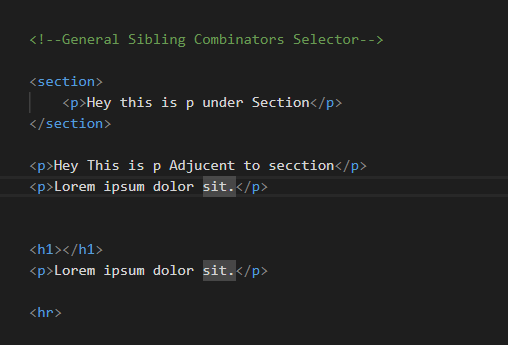 <!--General Sibling Combinators Selector-->
<section>
<p>Hey this is p under Section</p>
</section>
<p>Hey This is p Adjucent to secction</p>
<p>Lorem ipsum dolor sit.</p>
<h1></h1>
<p>Lorem ipsum dolor sit.</p>
<hr>